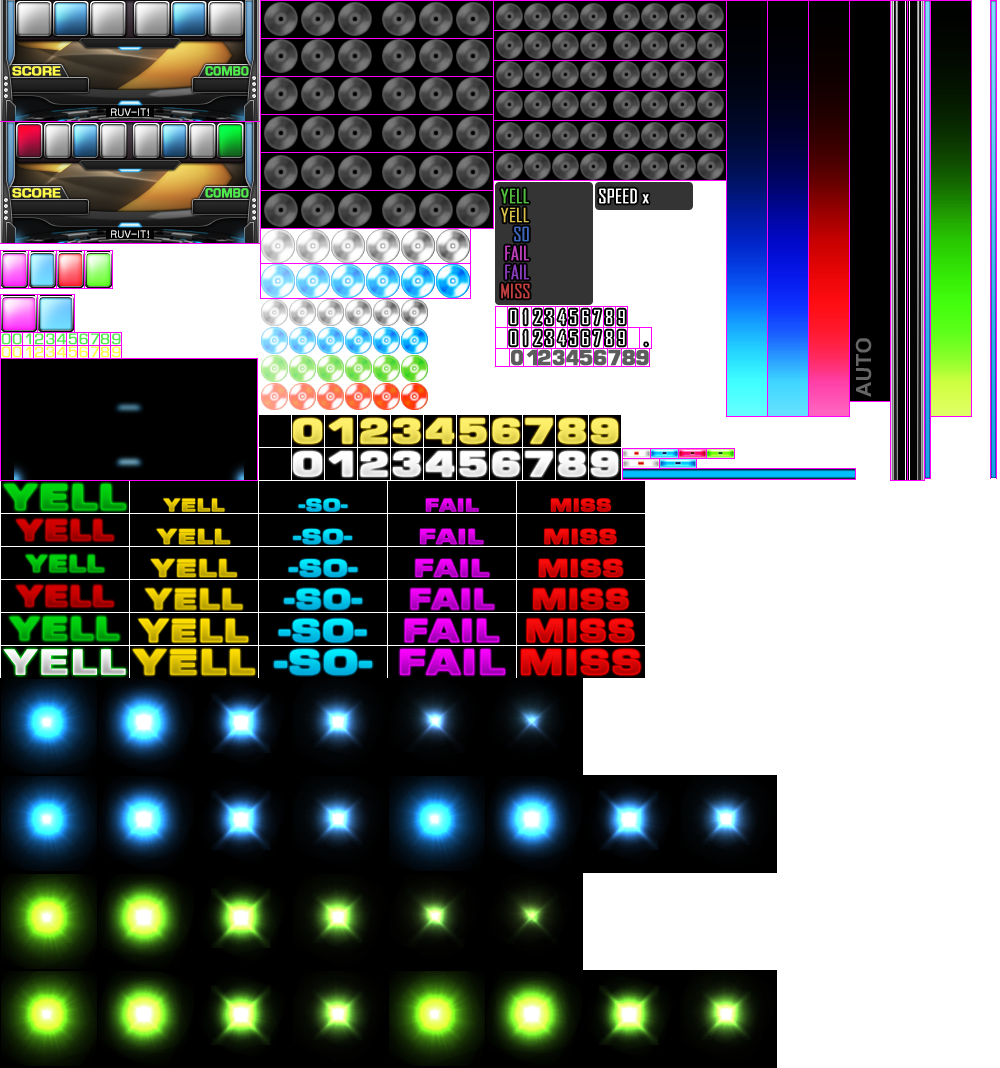 SCORE COMBO
RUV-IT!
SCORE COMBO
RUV-IT!
YELL
YELL
SO
FAIL
FAIL
MISS
SPEED x
0123456789
0123456789 .
0123456789
00123456789
00123456789
AUTO
0123456789
0123456789
YELL YELL -SO- FAIL MISS
YELL YELL -SO- FAIL MISS
YELL YELL -SO- FAIL MISS
YELL YELL -SO- FAIL MISS
YELL YELL -SO- FAIL MISS
YELL YELL -SO- FAIL MISS